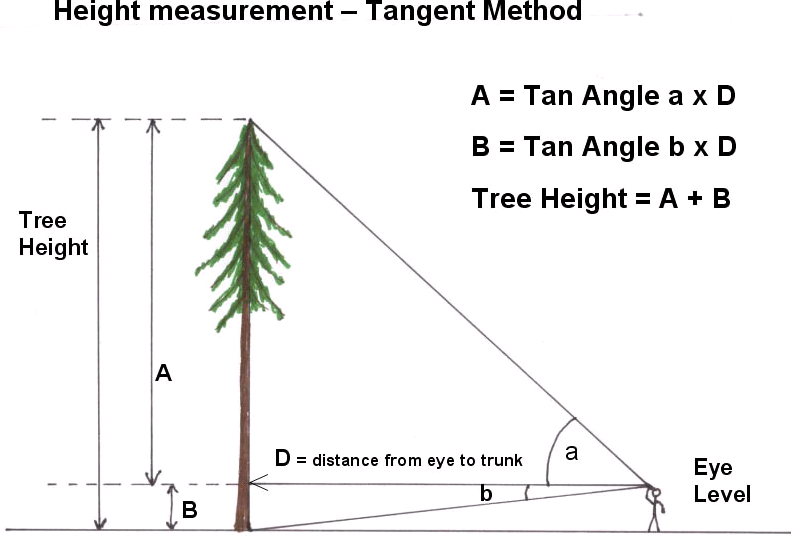 Height measurement – Tangent Method
A = Tan Angle a x D
B = Tan Angle b x D
Tree Height = A + B
Tree
Height
A
D = distance from eye to trunk
a
b
B
Eye
Level